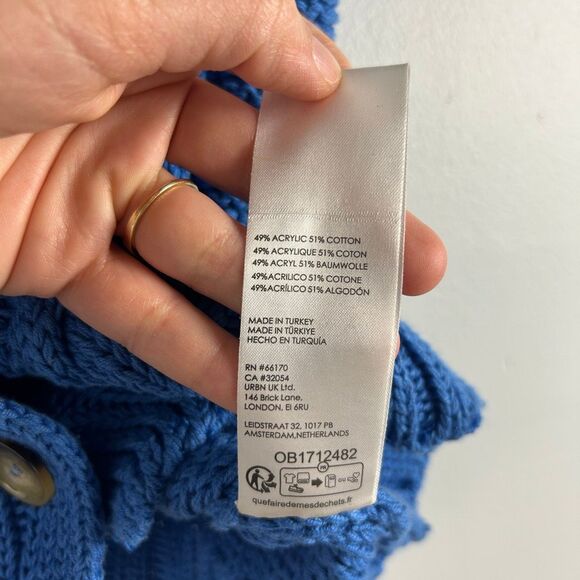 49% ACRYLIC 51% COTTON
49% ACRYLIQUE 51% COTON
49% ACRYL 51% BAUMWOLLE
49%ACRILICO 51% COTONE
49%ACRÍLICO 51% ALGODÓN
MADE IN TURKEY
MADE IN TÜRKIYE
HECHO EN TURQUÍA
RN #66170
CA #32054
URBN UK Ltd.
146 Brick Lane,
LONDON, E1 6RU
LEIDSTRAAT 32, 1017 PB
AMSTERDAM,NETHERLANDS
OB1712482
FR
OU
quefairedemesdechets.fr